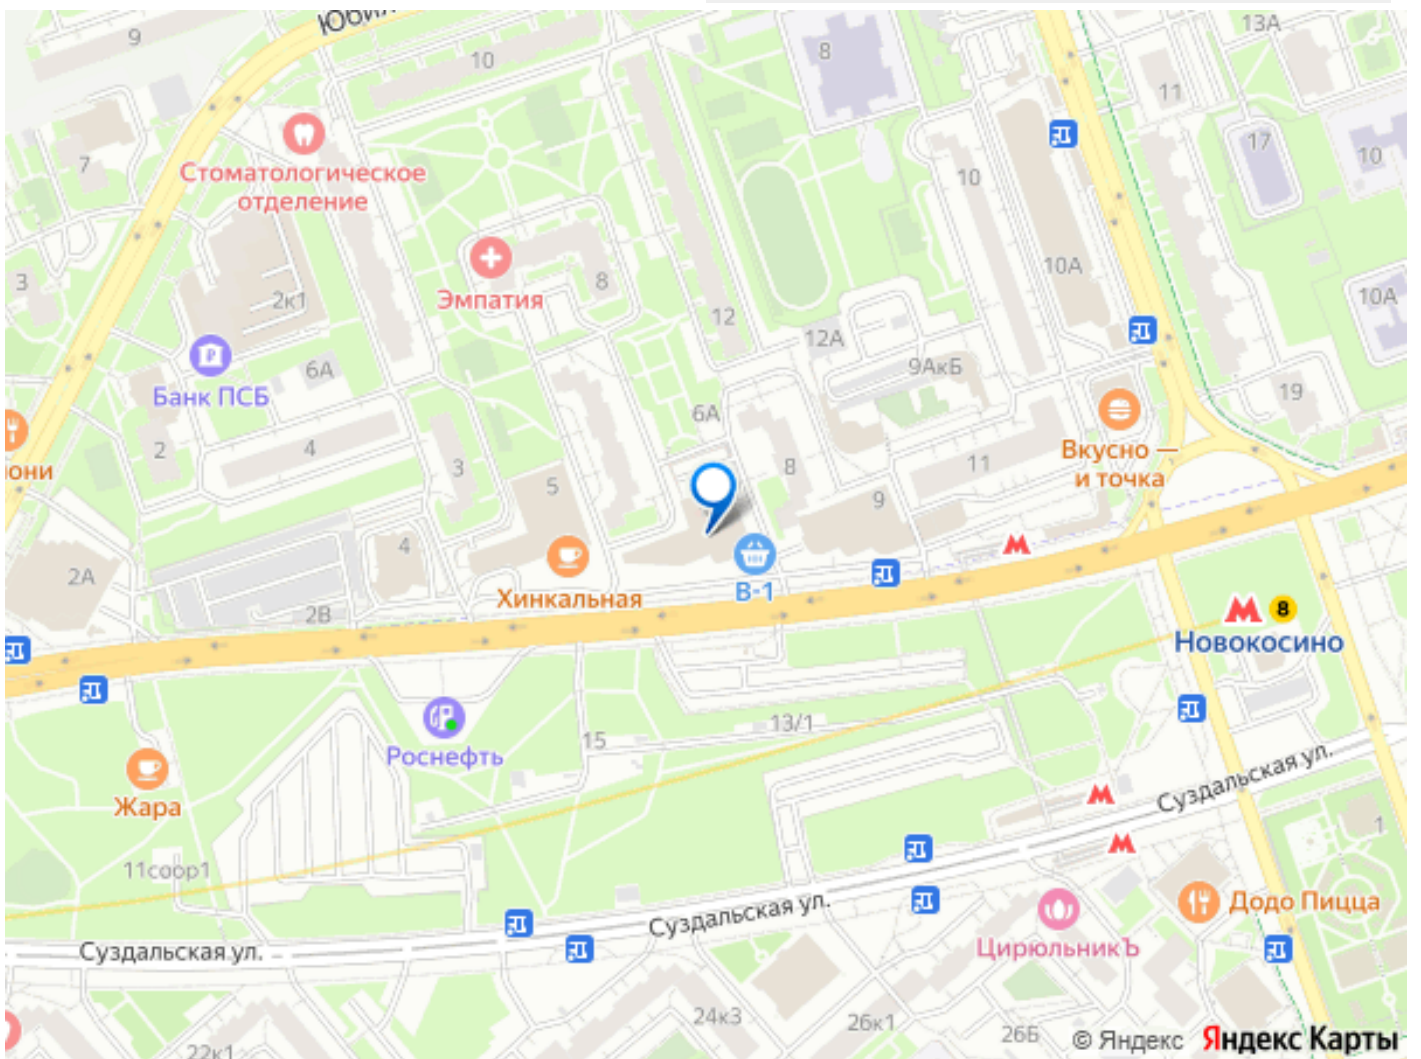 9
10
8
13А
11
17
10
7
Стоматологическое
отделение
10
Эмпатия
8
10А
3
2к1
12
12А
10А
Банк ПСБ
6А
9АкБ
19
6А
Вкусно —
и точка
2
4
3
5
8
11
9
4
2А
Хинкальная
В-1
2В
М
М 8
Новокосино
Роснефть
15
13/1
Жара
Суздальская ул.
М
М
1
11соор1
Суздальская ул.
Додо Пицца
ЦирюльникЪ
Суздальская ул.
24к3
26к1
26Б
22к1
© Яндекс Яндекс Карты